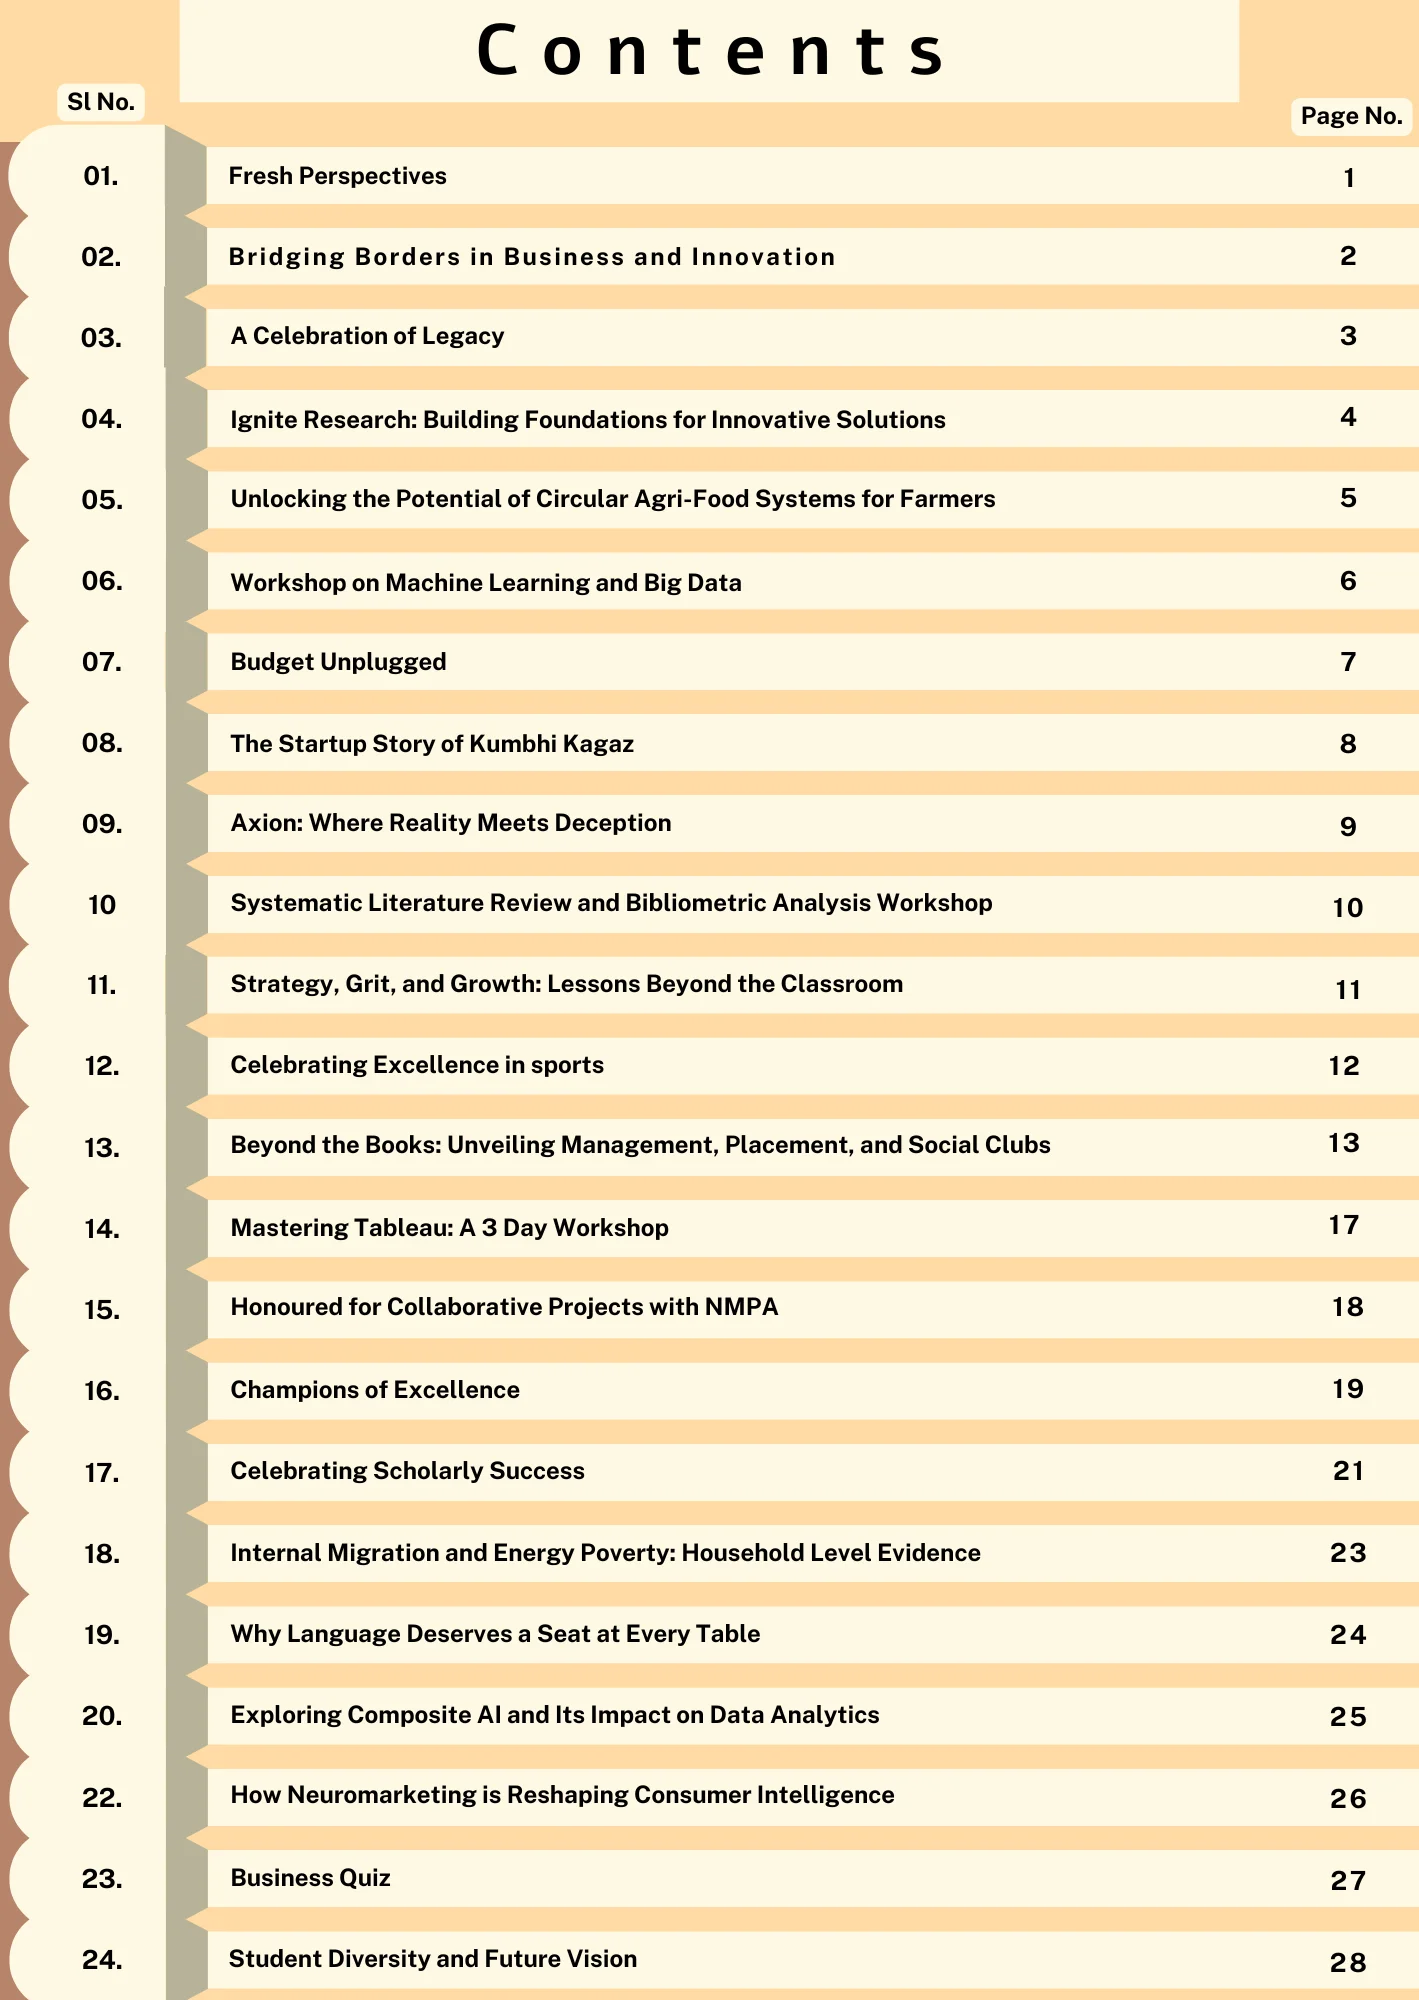 Contents
Sl No.
Page No.
01. Fresh Perspectives 1
02. Bridging Borders in Business and Innovation 2
03. A Celebration of Legacy 3
04. Ignite Research: Building Foundations for Innovative Solutions 4
05. Unlocking the Potential of Circular Agri-Food Systems for Farmers 5
06. Workshop on Machine Learning and Big Data 6
07. Budget Unplugged 7
08. The Startup Story of Kumbhi Kagaz 8
09. Axion: Where Reality Meets Deception 9
10 Systematic Literature Review and Bibliometric Analysis Workshop 10
11. Strategy, Grit, and Growth: Lessons Beyond the Classroom 11
12. Celebrating Excellence in sports 12
13. Beyond the Books: Unveiling Management, Placement, and Social Clubs 13
14. Mastering Tableau: A 3 Day Workshop 17
15. Honoured for Collaborative Projects with NMPA 18
16. Champions of Excellence 19
17. Celebrating Scholarly Success 21
18. Internal Migration and Energy Poverty: Household Level Evidence 23
19. Why Language Deserves a Seat at Every Table 24
20. Exploring Composite AI and Its Impact on Data Analytics 25
22. How Neuromarketing is Reshaping Consumer Intelligence 26
23. Business Quiz 27
24. Student Diversity and Future Vision 28